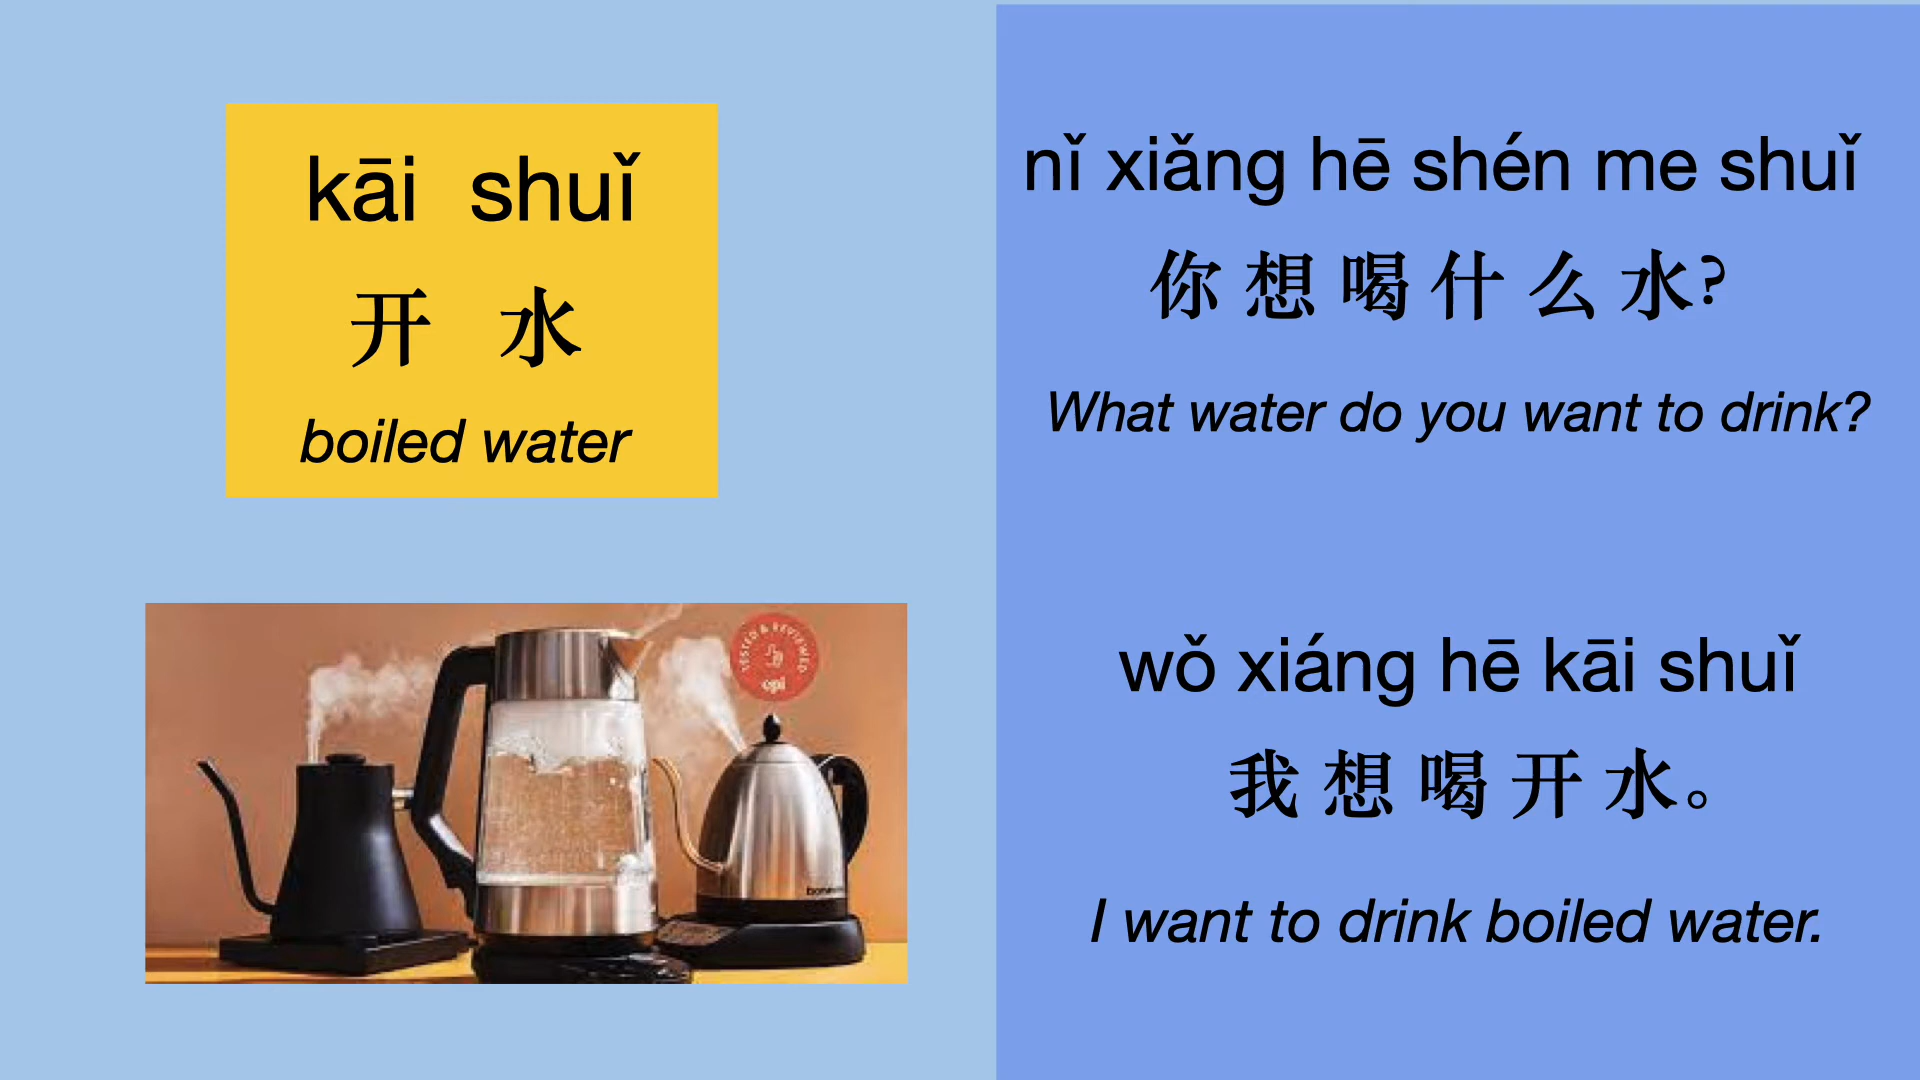 kāi shuǐ
开 水
boiled water
nǐ xiǎng hē shén me shuǐ
你 想 喝 什 么 水?
What water do you want to drink?
wǒ xiáng hē kāi shuǐ
我 想 喝 开 水。
I want to drink boiled water.
TESTED & REVIEWED